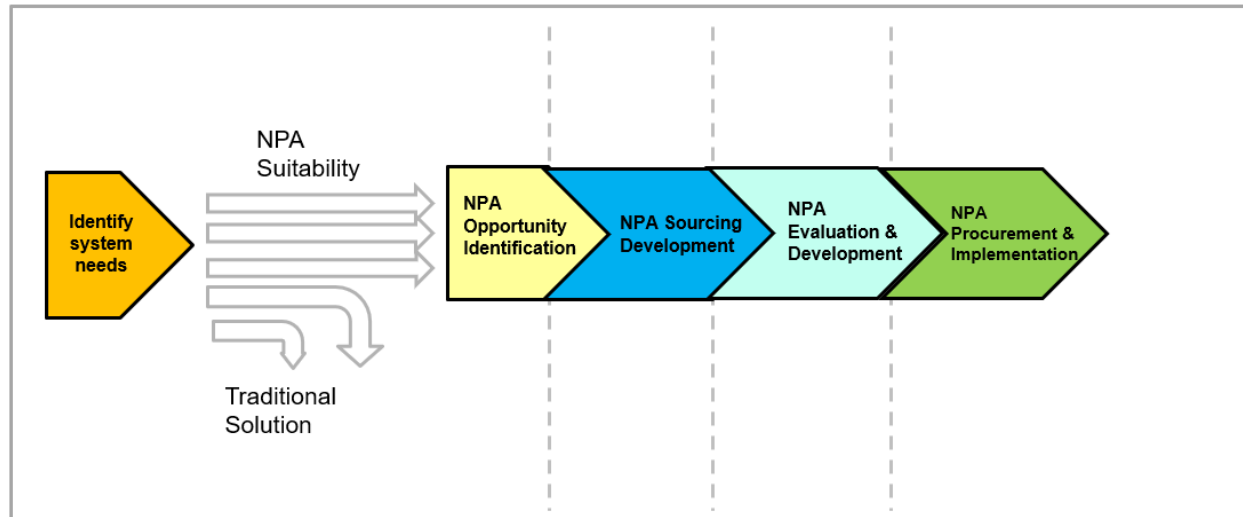 Identify
system
needs
NPA
Suitability
Traditional
Solution
NPA
Opportunity
Identification
NPA Sourcing
Development
NPA
Evaluation &
Development
NPA
Procurement &
Implementation